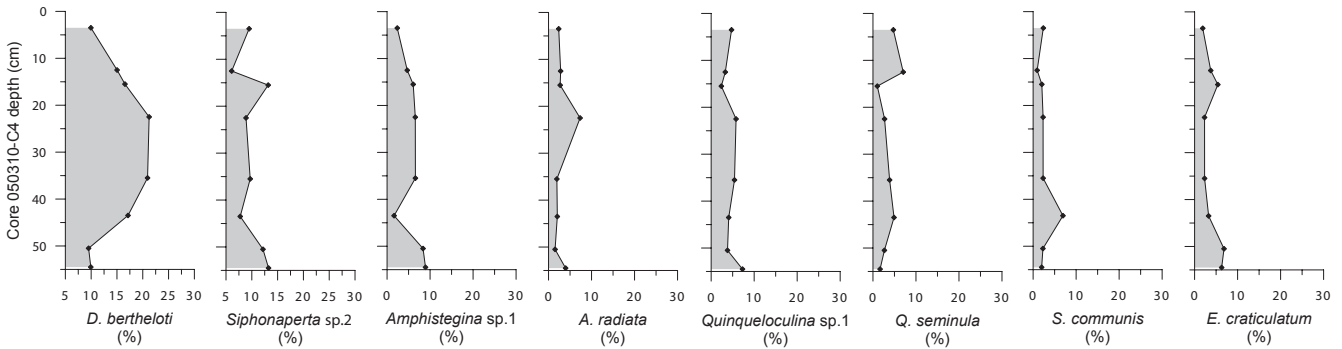 Core 050310-C4 depth (cm)
0
10
20
30
40
50
5 10 15 20 25 30
D. bertheloti
(%)
5 10 15 20 25 30
Siphonaperta sp.2
(%)
0 10 20 30
Amphistegina sp.1
(%)
0 10 20 30
A. radiata
(%)
0 10 20 30
Quinqueloculina sp.1
(%)
0 10 20 30
Q. seminula
(%)
0 10 20 30
S. communis
(%)
0 10 20 30
E. craticulatum
(%)